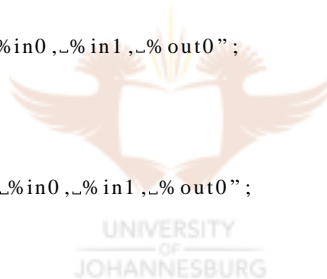 %in0,␣%in1,␣%out0”;
␣%in0,␣%in1,␣%out0”;
UNIVERSITY
OF
JOHANNESBURG